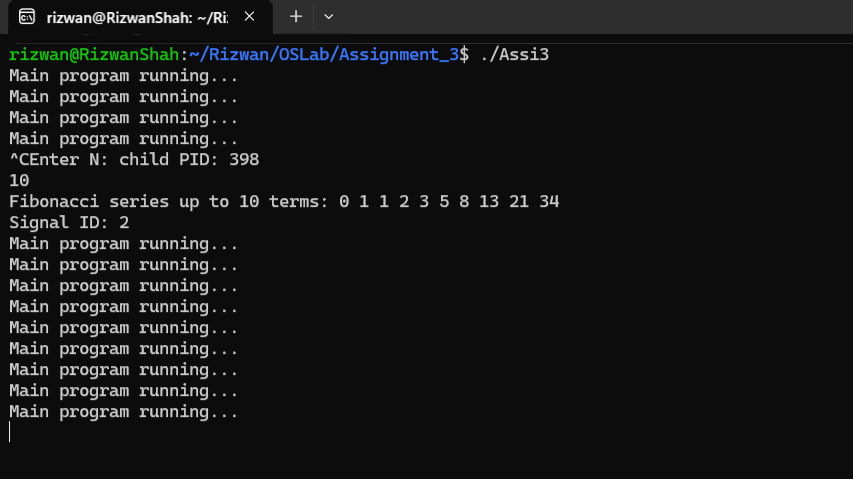 rizwan@RizwanShah: ~/Ri
rizwan@RizwanShah:~/Rizwan/OSLab/Assignment_3$ ./Assi3
Main program running...
Main program running...
Main program running...
Main program running...
^CEnter N: child PID: 398
10
Fibonacci series up to 10 terms: 0 1 1 2 3 5 8 13 21 34
Signal ID: 2
Main program running...
Main program running...
Main program running...
Main program running...
Main program running...
Main program running...
Main program running...
Main program running...
Main program running...